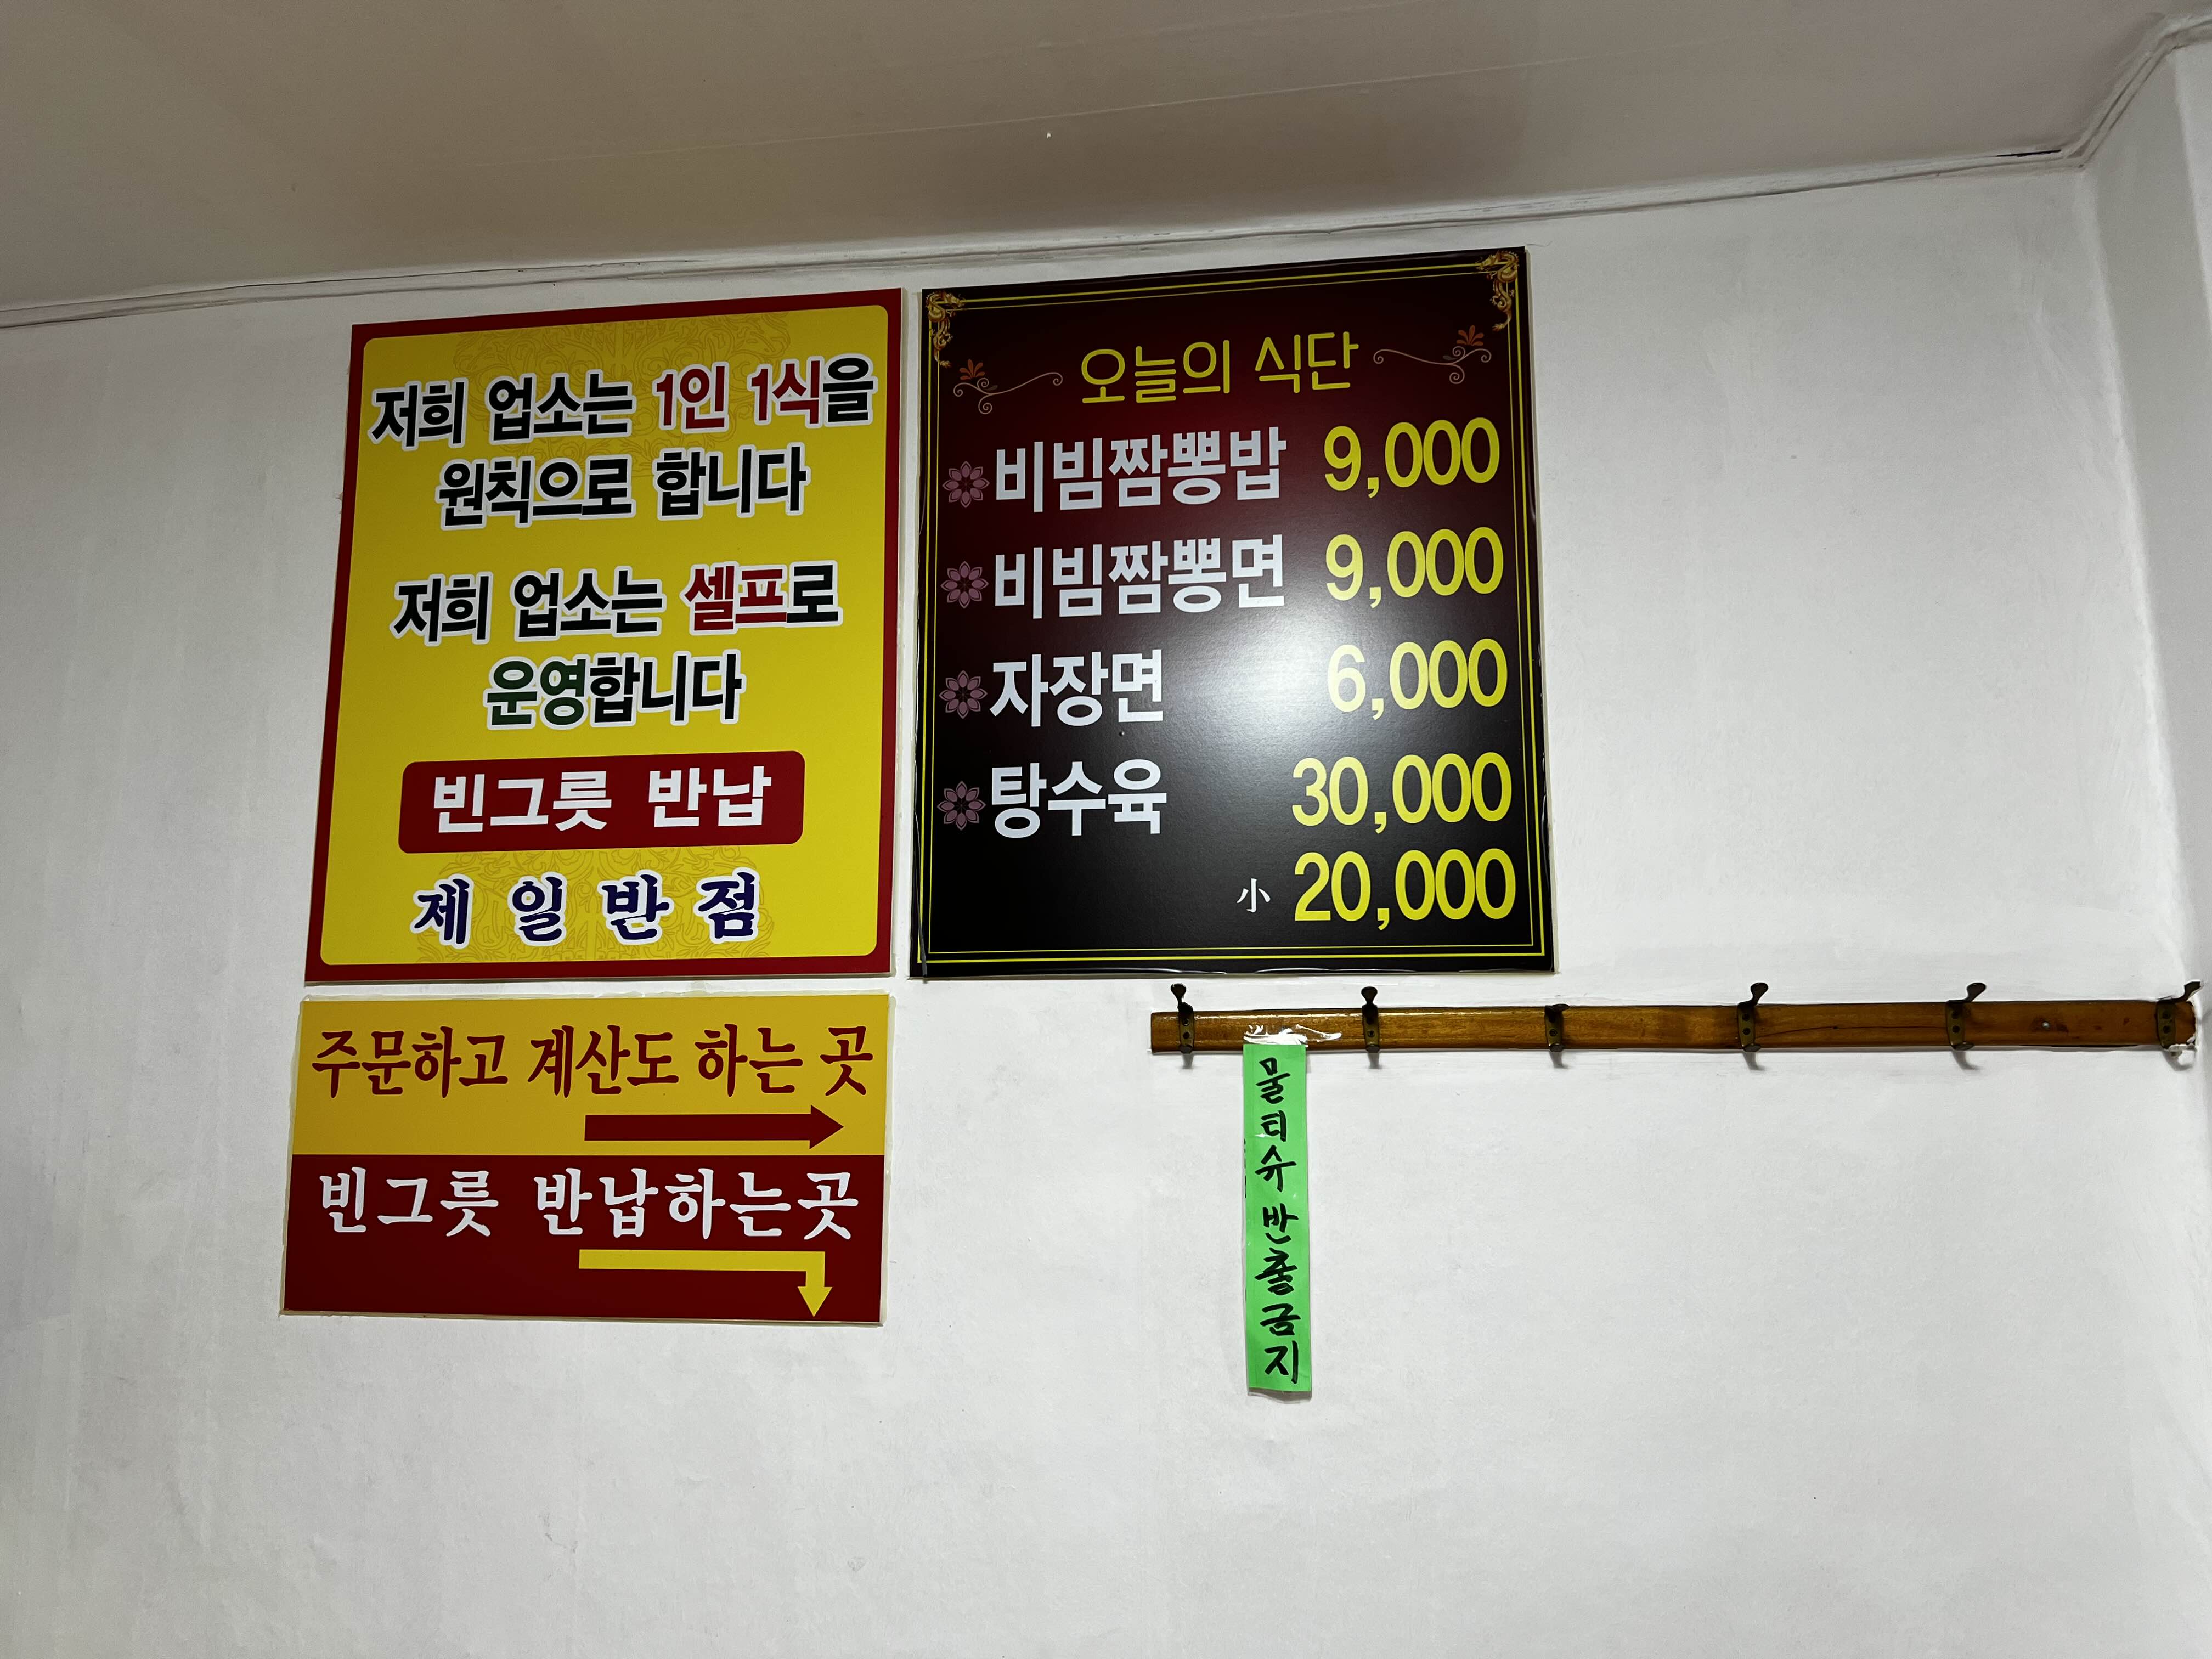 저희 업소는 1인 1식을
원칙으로 합니다
저희 업소는 셀프로
운영합니다
빈그릇 반납
제 일 반 점
오늘의 식단
비빔짬뽕밥 9,000
비빔짬뽕면 9,000
자장면 6,000
탕수육 30,000
小 20,000
주문하고 계산도 하는 곳
빈그릇 반납하는곳
물티슈반출금지